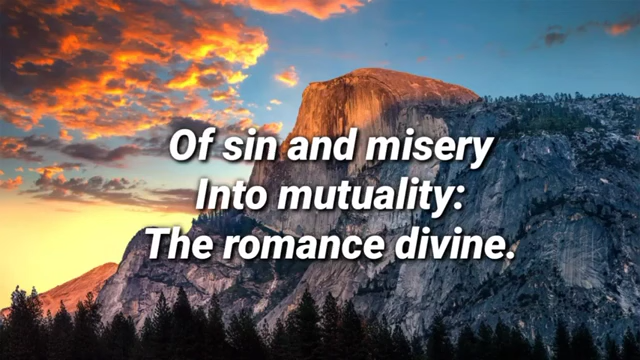 Of sin and misery
Into mutuality:
The romance divine.